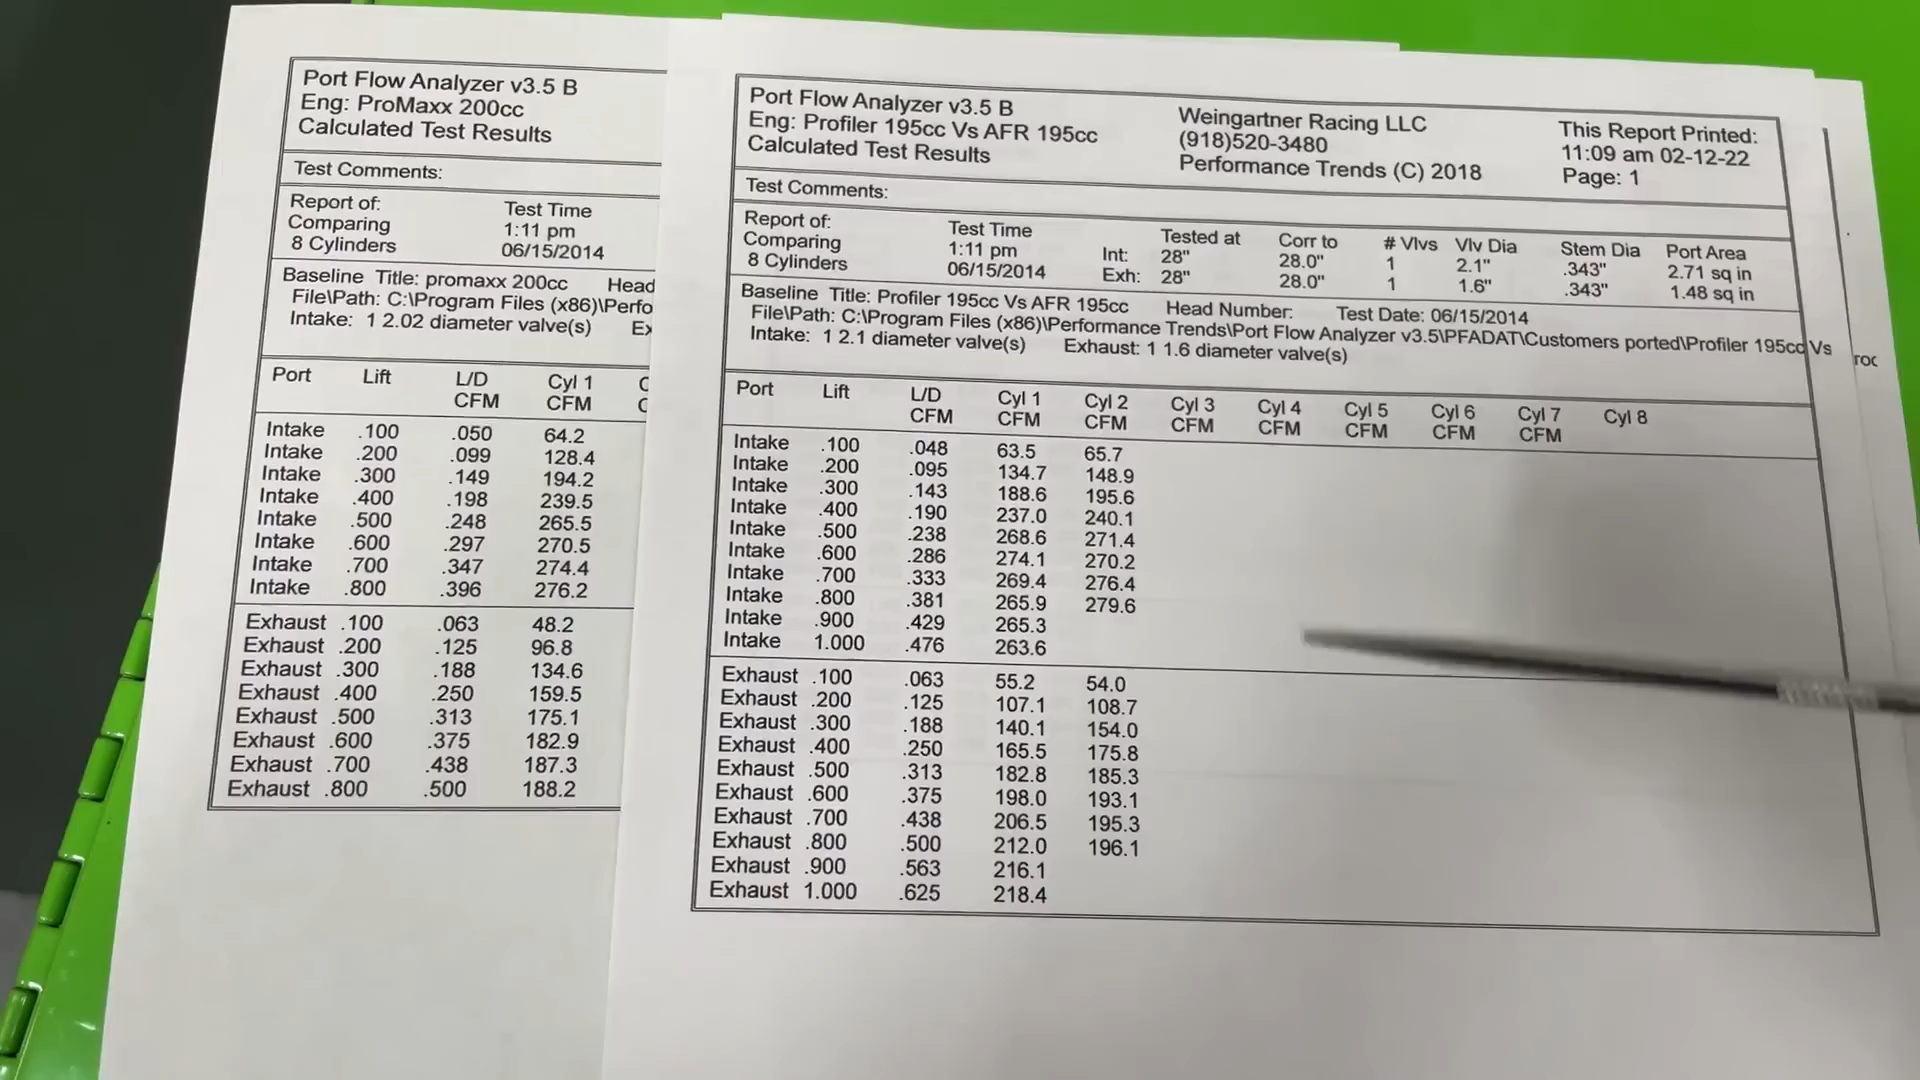 Port Flow Analyzer v3.5 B
Eng: ProMaxx 200cc
Calculated Test Results
Test Comments:
Report of: Test Time
Comparing 1:11 pm
8 Cylinders 06/15/2014
Baseline Title: promaxx 200cc Head
File\Path: C:\Program Files (x86)\Perfo
Intake: 1 2.02 diameter valve(s) Ex
Port Lift L/D Cyl 1 C
CFM CFM C
Intake .100 .050 64.2
Intake .200 .099 128.4
Intake .300 .149 194.2
Intake .400 .198 239.5
Intake .500 .248 265.5
Intake .600 .297 270.5
Intake .700 .347 274.4
Intake .800 .396 276.2
Exhaust .100 .063 48.2
Exhaust .200 .125 96.8
Exhaust .300 .188 134.6
Exhaust .400 .250 159.5
Exhaust .500 .313 175.1
Exhaust .600 .375 182.9
Exhaust .700 .438 187.3
Exhaust .800 .500 188.2
Port Flow Analyzer v3.5 B Weingartner Racing LLC This Report Printed:
Eng: Profiler 195cc Vs AFR 195cc (918)520-3480 11:09 am 02-12-22
Calculated Test Results Performance Trends (C) 2018 Page: 1
Test Comments:
Report of: Test Time Tested at Corr to # Vlvs Vlv Dia Stem Dia Port Area
Comparing 1:11 pm Int: 28" 28.0" 1 2.1" .343" 2.71 sq in
8 Cylinders 06/15/2014 Exh: 28" 28.0" 1 1.6" .343" 1.48 sq in
Baseline Title: Profiler 195cc Vs AFR 195cc Head Number: Test Date: 06/15/2014
File\Path: C:\Program Files (x86)\Performance Trends\Port Flow Analyzer v3.5\PFADAT\Customers ported\Profiler 195cc Vs
Intake: 1 2.1 diameter valve(s) Exhaust: 1 1.6 diameter valve(s)
Port Lift L/D Cyl 1 Cyl 2 Cyl 3 Cyl 4 Cyl 5 Cyl 6 Cyl 7 Cyl 8
CFM CFM CFM CFM CFM CFM CFM CFM
Intake .100 .048 63.5 65.7
Intake .200 .095 134.7 148.9
Intake .300 .143 188.6 195.6
Intake .400 .190 237.0 240.1
Intake .500 .238 268.6 271.4
Intake .600 .286 274.1 270.2
Intake .700 .333 269.4 276.4
Intake .800 .381 265.9 279.6
Intake .900 .429 265.3
Intake 1.000 .476 263.6
Exhaust .100 .063 55.2 54.0
Exhaust .200 .125 107.1 108.7
Exhaust .300 .188 140.1 154.0
Exhaust .400 .250 165.5 175.8
Exhaust .500 .313 182.8 185.3
Exhaust .600 .375 198.0 193.1
Exhaust .700 .438 206.5 195.3
Exhaust .800 .500 212.0 196.1
Exhaust .900 .563 216.1
Exhaust 1.000 .625 218.4